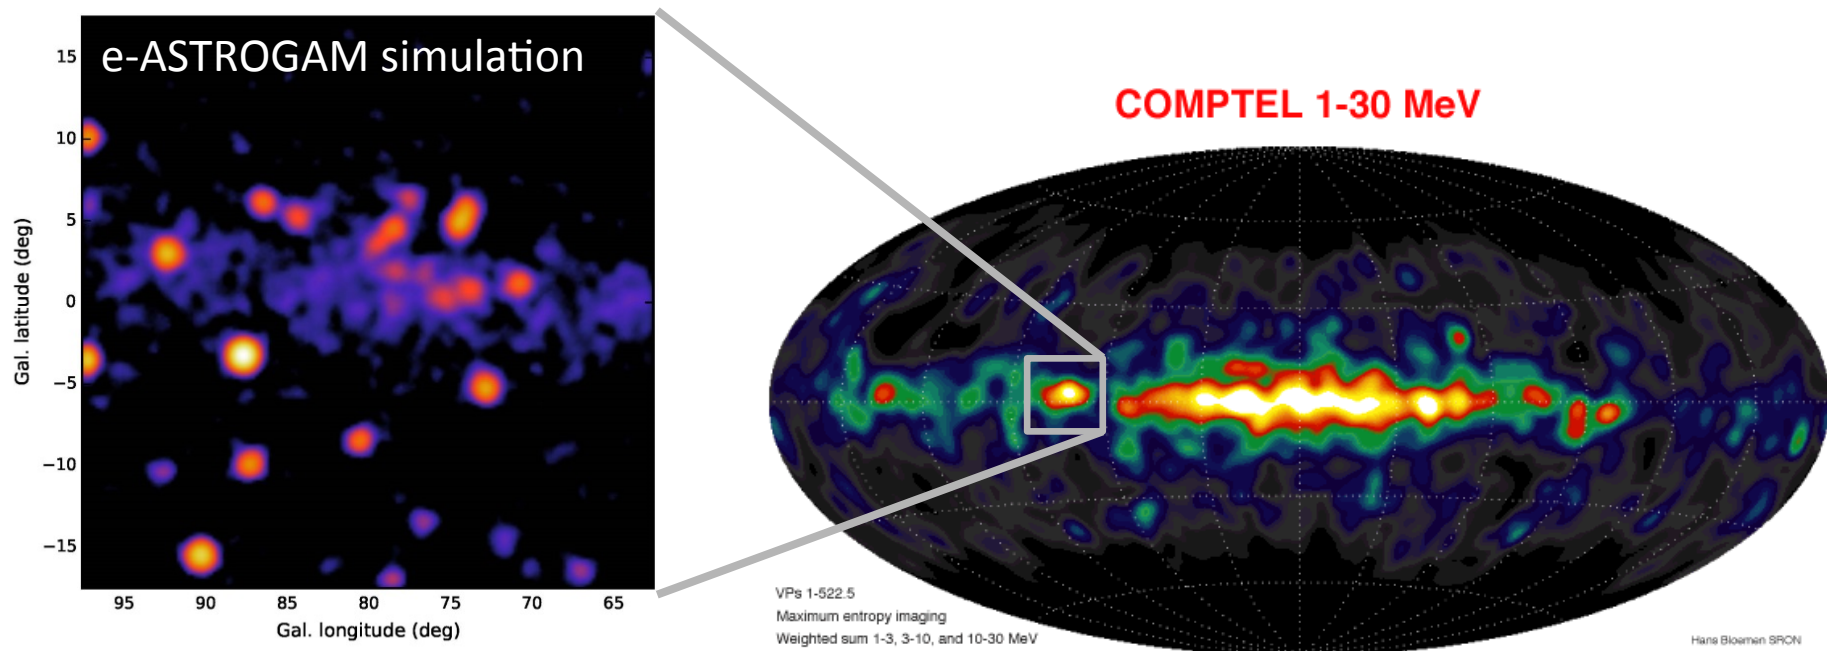 e-ASTROGAM simulation
15
10
5
0
−5
−10
−15
Gal. latitude (deg)
95 90 85 80 75 70 65
Gal. longitude (deg)
COMPTEL 1-30 MeV
VPs 1-522.5
Maximum entropy imaging
Weighted sum 1-3, 3-10, and 10-30 MeV
Hans Bloemen SRON